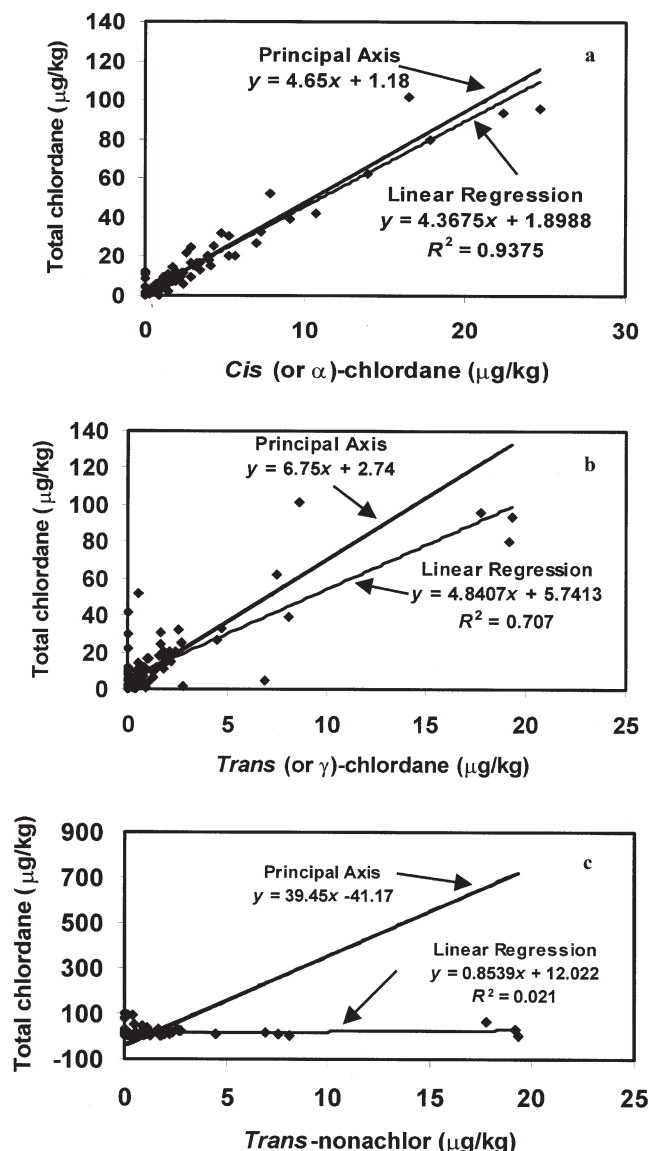 140
120
100
80
60
40
20
0
Total chlordane (μg/kg)
a
Principal Axis
y = 4.65x + 1.18
Linear Regression
y = 4.3675x + 1.8988
R² = 0.9375
0 10 20 30
Cis (or α)-chlordane (μg/kg)
140
120
100
80
60
40
20
0
Total chlordane (μg/kg)
b
Principal Axis
y = 6.75x + 2.74
Linear Regression
y = 4.8407x + 5.7413
R² = 0.707
0 5 10 15 20 25
Trans (or γ)-chlordane (μg/kg)
900
700
500
300
100
-100
Total chlordane (μg/kg)
c
Principal Axis
y = 39.45x -41.17
Linear Regression
y = 0.8539x + 12.022
R² = 0.021
0 5 10 15 20 25
Trans-nonachlor (μg/kg)